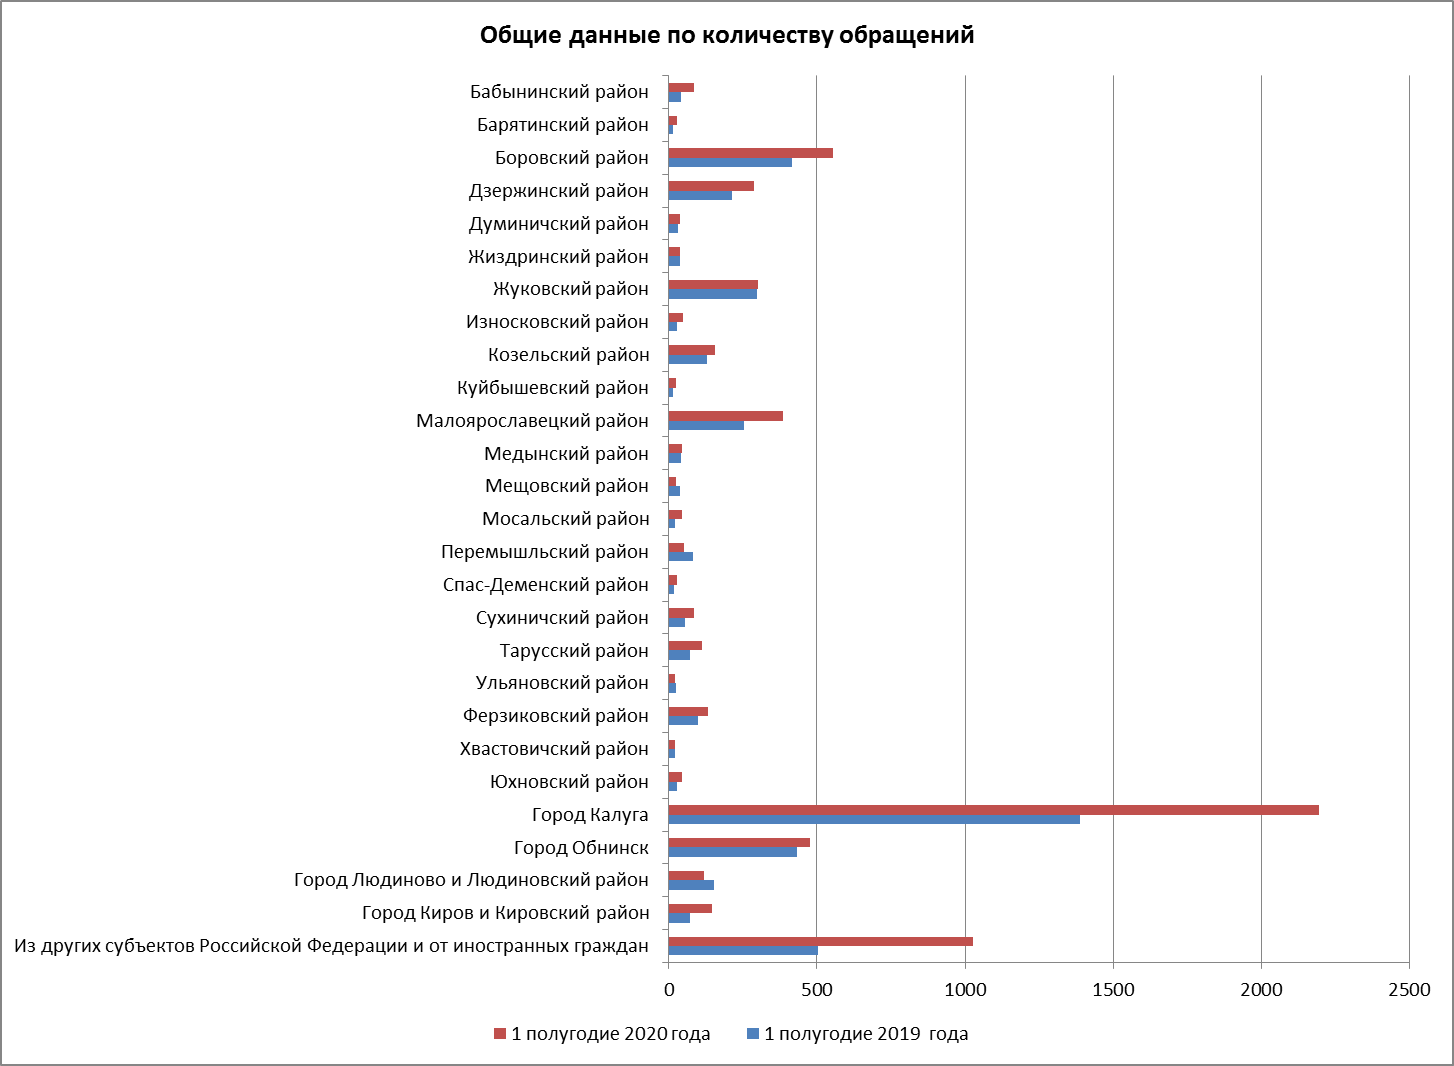 Общие данные по количеству обращений
Бабынинский район
Барятинский район
Боровский район
Дзержинский район
Думиничский район
Жиздринский район
Жуковский район
Износковский район
Козельский район
Куйбышевский район
Малоярославецкий район
Медынский район
Мещовский район
Мосальский район
Перемышльский район
Спас-Деменский район
Сухиничский район
Тарусский район
Ульяновский район
Ферзиковский район
Хвастовичский район
Юхновский район
Город Калуга
Город Обнинск
Город Людиново и Людиновский район
Город Киров и Кировский район
Из других субъектов Российской Федерации и от иностранных граждан
0 500 1000 1500 2000 2500
1 полугодие 2020 года 1 полугодие 2019 года